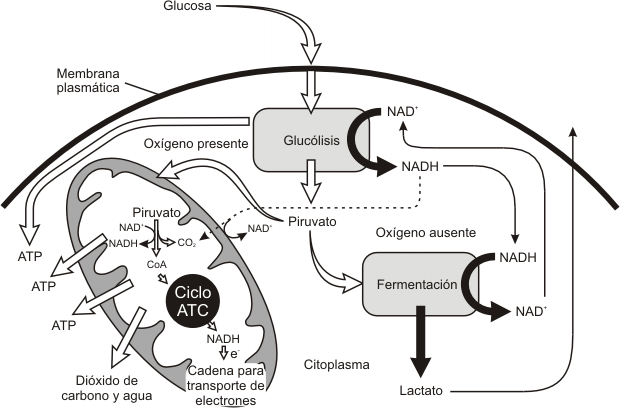 Glucosa
Membrana
plasmática
NAD⁺
Oxígeno presente
Glucólisis
NADH
Piruvato
NAD⁺
NADH
CO₂
CoA
NAD⁺
Piruvato
Oxígeno ausente
ATP
ATP
ATP
Ciclo
ATC
NADH
e⁻
Cadena para
transporte de
electrones
Dióxido de
carbono y agua
Citoplasma
Fermentación
NADH
NAD⁺
Lactato